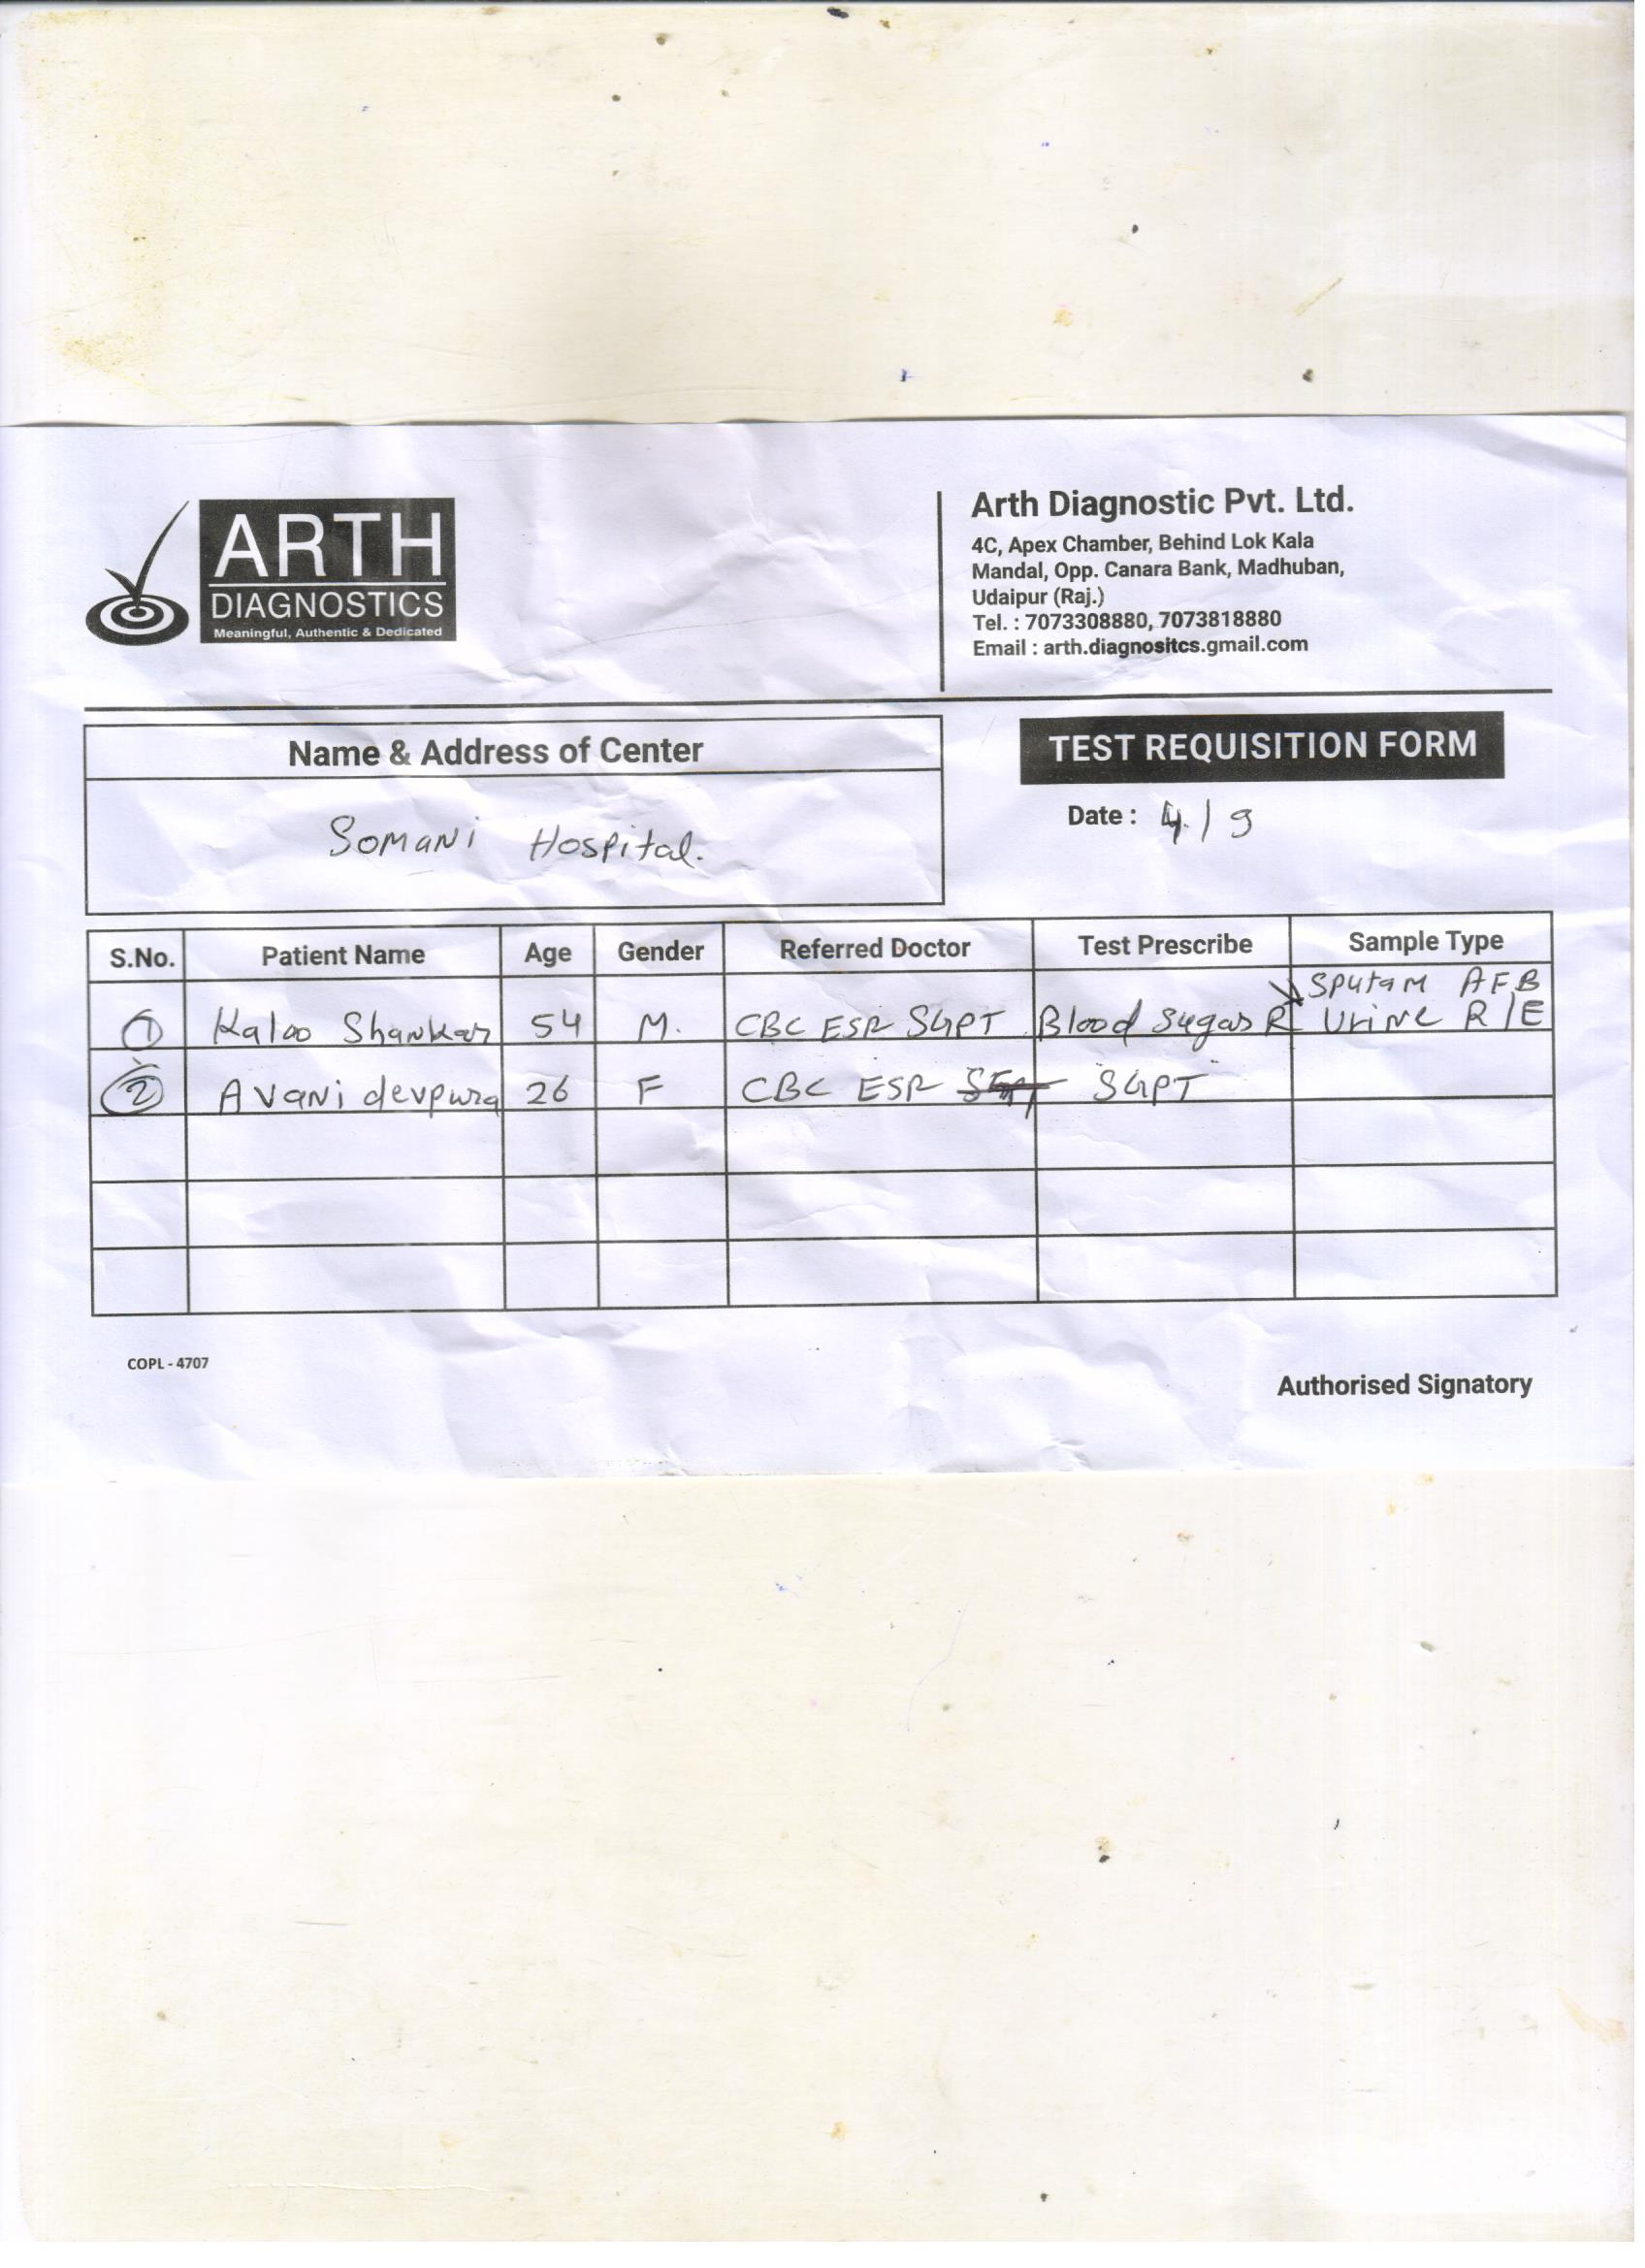 ARTH
DIAGNOSTICS
Meaningful, Authentic & Dedicated
Arth Diagnostic Pvt. Ltd.
4C, Apex Chamber, Behind Lok Kala
Mandal, Opp. Canara Bank, Madhuban,
Udaipur (Raj.)
Tel. : 7073308880, 7073818880
Email : arth.diagnositcs.gmail.com
Name & Address of Center
Somani Hospital.
TEST REQUISITION FORM
Date : 4/9
S.No. Patient Name Age Gender Referred Doctor Test Prescribe Sample Type
Sputam AFB
1 Kaloo Shankar 54 M. CBC ESR SGPT Blood Sugar R Urine R/E
2 Avani devpura 26 F CBC ESR SGPT
COPL - 4707
Authorised Signatory